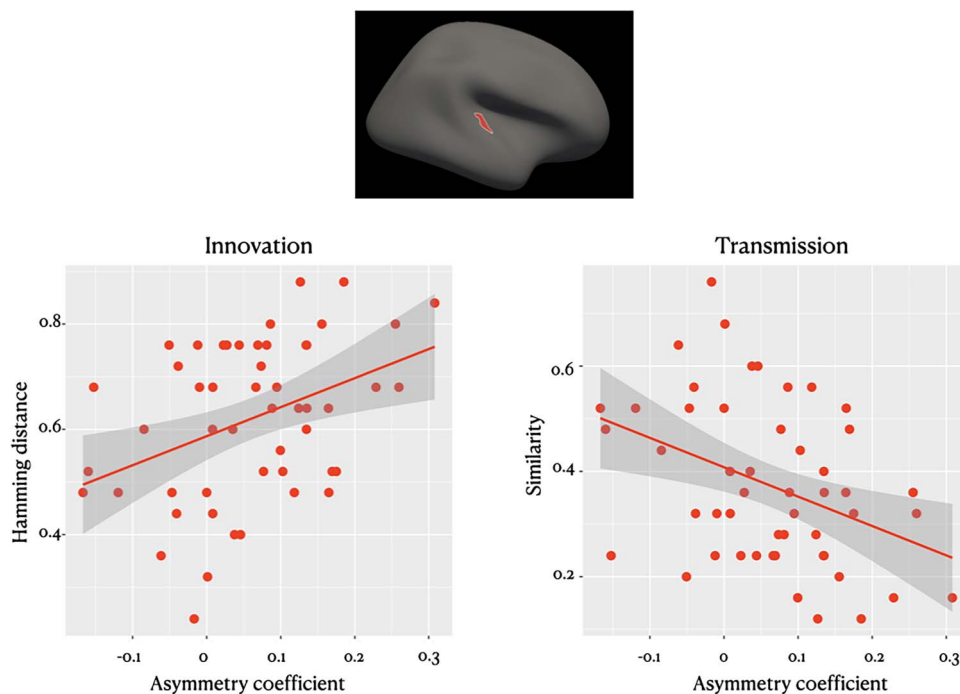 Innovation
Transmission
Hamming distance
0.8
0.6
0.4
-0.1
0
0.1
0.2
0.3
Asymmetry coefficient
Similarity
0.6
0.4
0.2
-0.1
0
0.1
0.2
0.3
Asymmetry coefficient